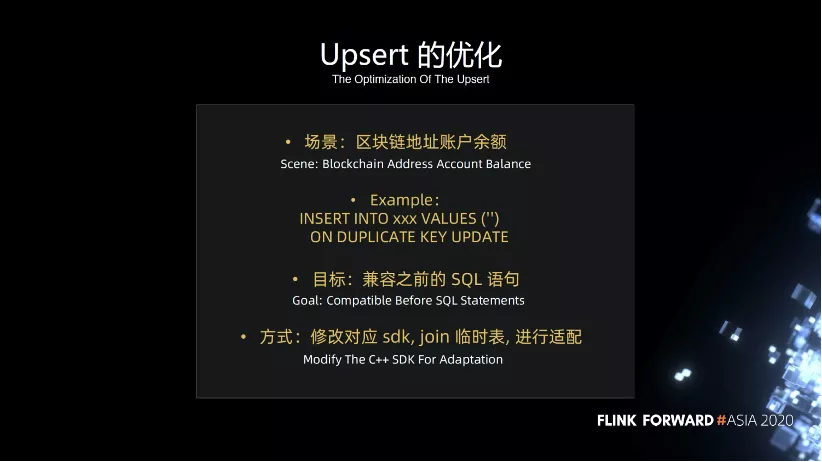 Upsert 的优化
The Optimization Of The Upsert
• 场景：区块链地址账户余额
Scene: Blockchain Address Account Balance
• Example：
INSERT INTO xxx VALUES ('')
ON DUPLICATE KEY UPDATE
• 目标：兼容之前的 SQL 语句
Goal: Compatible Before SQL Statements
• 方式：修改对应 sdk, join 临时表, 进行适配
Modify The C++ SDK For Adaptation
FLINK FORWARD #ASIA 2020